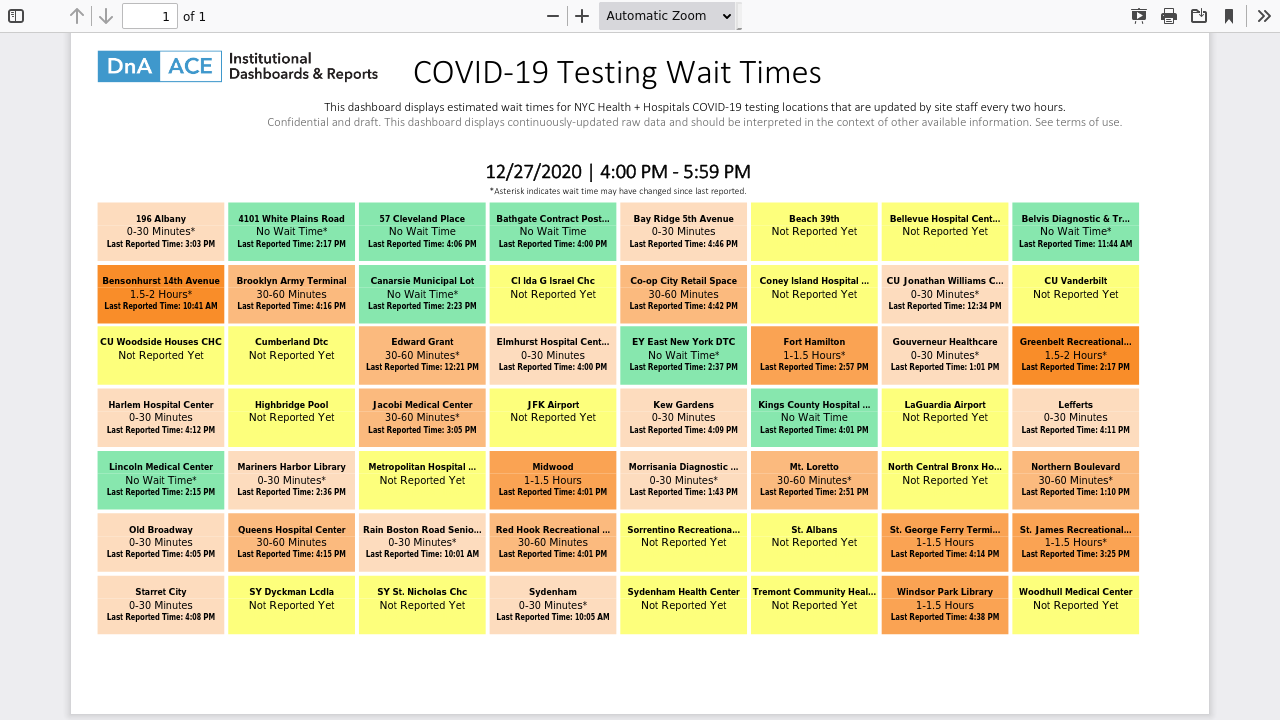 1 of 1
Automatic Zoom
DnA ACE Institutional
Dashboards & Reports
COVID-19 Testing Wait Times
This dashboard displays estimated wait times for NYC Health + Hospitals COVID-19 testing locations that are updated by site staff every two hours.
Confidential and draft. This dashboard displays continuously-updated raw data and should be interpreted in the context of other available information. See terms of use.
12/27/2020 | 4:00 PM - 5:59 PM
*Asterisk indicates wait time may have changed since last reported.
196 Albany
0-30 Minutes*
Last Reported Time: 3:03 PM
4101 White Plains Road
No Wait Time*
Last Reported Time: 2:17 PM
57 Cleveland Place
No Wait Time
Last Reported Time: 4:06 PM
Bathgate Contract Post...
No Wait Time
Last Reported Time: 4:00 PM
Bay Ridge 5th Avenue
0-30 Minutes
Last Reported Time: 4:46 PM
Beach 39th
Not Reported Yet
Bellevue Hospital Cent...
Not Reported Yet
Belvis Diagnostic & Tr...
No Wait Time*
Last Reported Time: 11:44 AM
Bensonhurst 14th Avenue
1.5-2 Hours*
Last Reported Time: 10:41 AM
Brooklyn Army Terminal
30-60 Minutes
Last Reported Time: 4:16 PM
Canarsie Municipal Lot
No Wait Time*
Last Reported Time: 2:23 PM
Cl Ida G Israel Chc
Not Reported Yet
Co-op City Retail Space
30-60 Minutes
Last Reported Time: 4:42 PM
Coney Island Hospital ...
Not Reported Yet
CU Jonathan Williams C...
0-30 Minutes*
Last Reported Time: 12:34 PM
CU Vanderbilt
Not Reported Yet
CU Woodside Houses CHC
Not Reported Yet
Cumberland Dtc
Not Reported Yet
Edward Grant
30-60 Minutes*
Last Reported Time: 12:21 PM
Elmhurst Hospital Cent...
0-30 Minutes
Last Reported Time: 4:00 PM
EY East New York DTC
No Wait Time*
Last Reported Time: 2:37 PM
Fort Hamilton
1-1.5 Hours*
Last Reported Time: 2:57 PM
Gouverneur Healthcare
0-30 Minutes*
Last Reported Time: 1:01 PM
Greenbelt Recreational...
1.5-2 Hours*
Last Reported Time: 2:17 PM
Harlem Hospital Center
0-30 Minutes
Last Reported Time: 4:12 PM
Highbridge Pool
Not Reported Yet
Jacobi Medical Center
30-60 Minutes*
Last Reported Time: 3:05 PM
JFK Airport
Not Reported Yet
Kew Gardens
0-30 Minutes
Last Reported Time: 4:09 PM
Kings County Hospital ...
No Wait Time
Last Reported Time: 4:01 PM
LaGuardia Airport
Not Reported Yet
Lefferts
0-30 Minutes
Last Reported Time: 4:11 PM
Lincoln Medical Center
No Wait Time*
Last Reported Time: 2:15 PM
Mariners Harbor Library
0-30 Minutes*
Last Reported Time: 2:36 PM
Metropolitan Hospital ...
Not Reported Yet
Midwood
1-1.5 Hours
Last Reported Time: 4:01 PM
Morrisania Diagnostic ...
0-30 Minutes*
Last Reported Time: 1:43 PM
Mt. Loretto
30-60 Minutes*
Last Reported Time: 2:51 PM
North Central Bronx Ho...
Not Reported Yet
Northern Boulevard
30-60 Minutes*
Last Reported Time: 1:10 PM
Old Broadway
0-30 Minutes
Last Reported Time: 4:05 PM
Queens Hospital Center
30-60 Minutes
Last Reported Time: 4:15 PM
Rain Boston Road Senio...
0-30 Minutes*
Last Reported Time: 10:01 AM
Red Hook Recreational ...
30-60 Minutes
Last Reported Time: 4:01 PM
Sorrentino Recreationa...
Not Reported Yet
St. Albans
Not Reported Yet
St. George Ferry Termi...
1-1.5 Hours
Last Reported Time: 4:14 PM
St. James Recreational...
1-1.5 Hours*
Last Reported Time: 3:25 PM
Starret City
0-30 Minutes
Last Reported Time: 4:08 PM
SY Dyckman Lcdla
Not Reported Yet
SY St. Nicholas Chc
Not Reported Yet
Sydenham
0-30 Minutes*
Last Reported Time: 10:05 AM
Sydenham Health Center
Not Reported Yet
Tremont Community Heal...
Not Reported Yet
Windsor Park Library
1-1.5 Hours
Last Reported Time: 4:38 PM
Woodhull Medical Center
Not Reported Yet